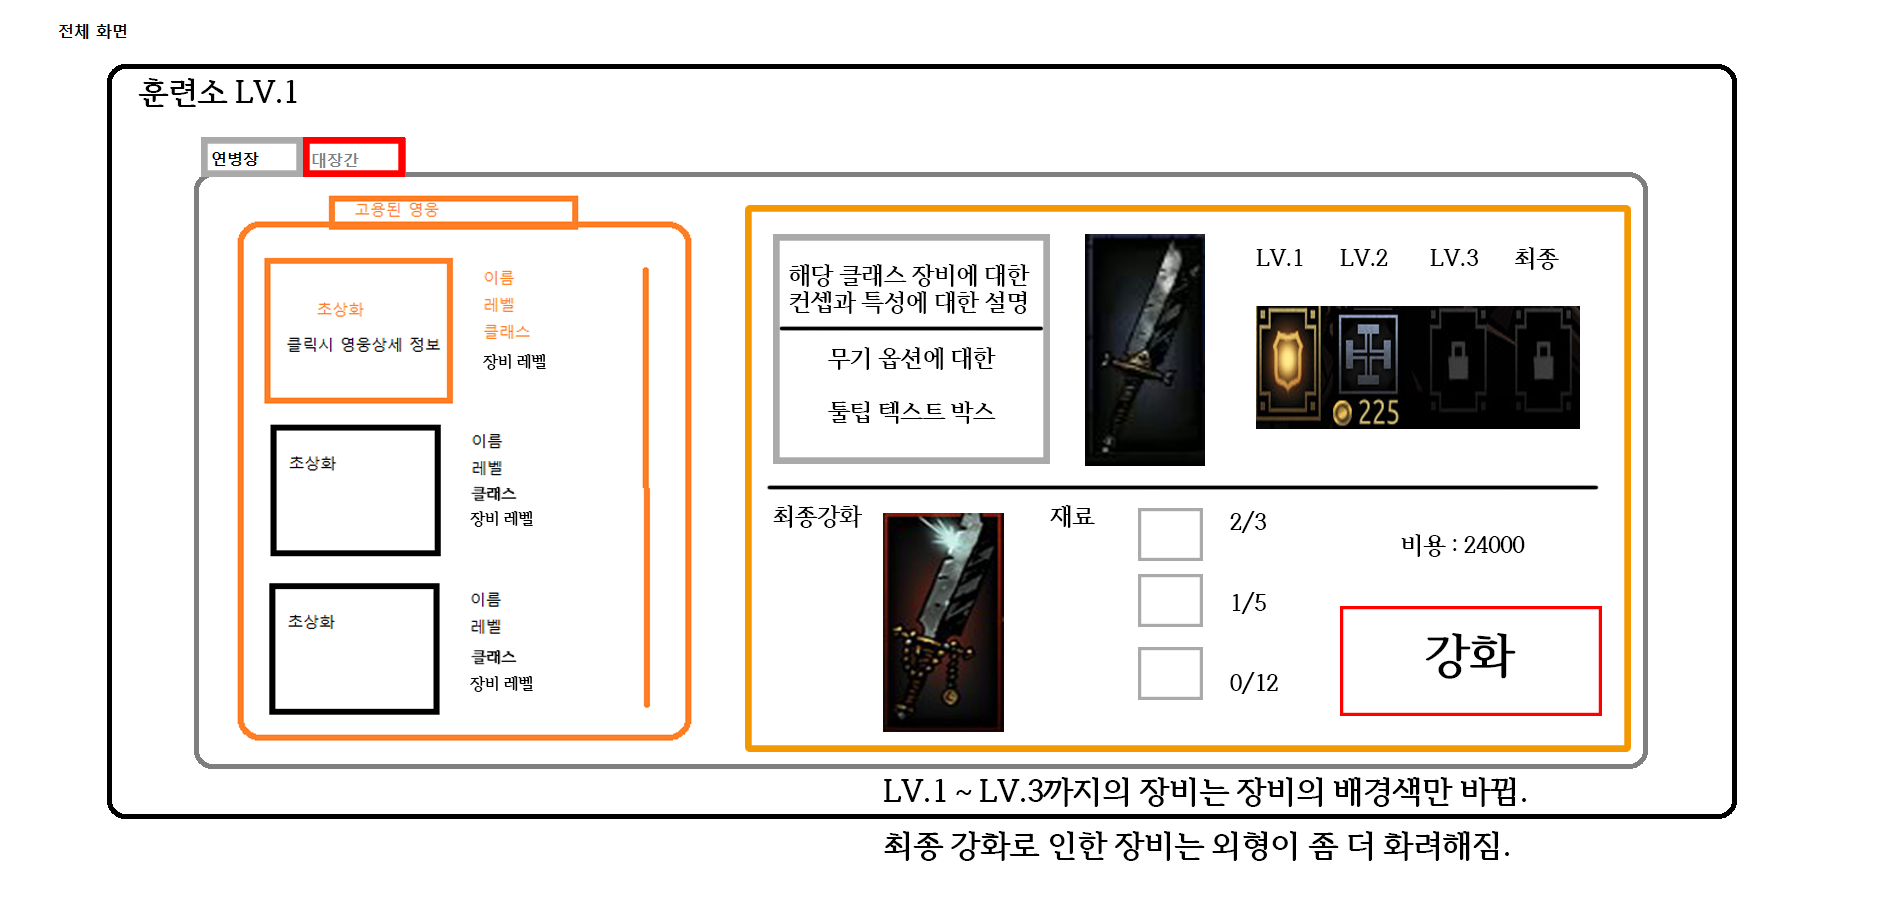 전체 화면
훈련소 LV.1
연병장
대장간
고용된 영웅
초상화
클릭시 영웅상세 정보
이름
레벨
클래스
장비 레벨
초상화
이름
레벨
클래스
장비 레벨
초상화
이름
레벨
클래스
장비 레벨
해당 클래스 장비에 대한
컨셉과 특성에 대한 설명
무기 옵션에 대한
툴팁 텍스트 박스
LV.1 LV.2 LV.3 최종
225
최종강화
재료
2/3
1/5
0/12
비용 : 24000
강화
LV.1 ~ LV.3까지의 장비는 장비의 배경색만 바뀜.
최종 강화로 인한 장비는 외형이 좀 더 화려해짐.